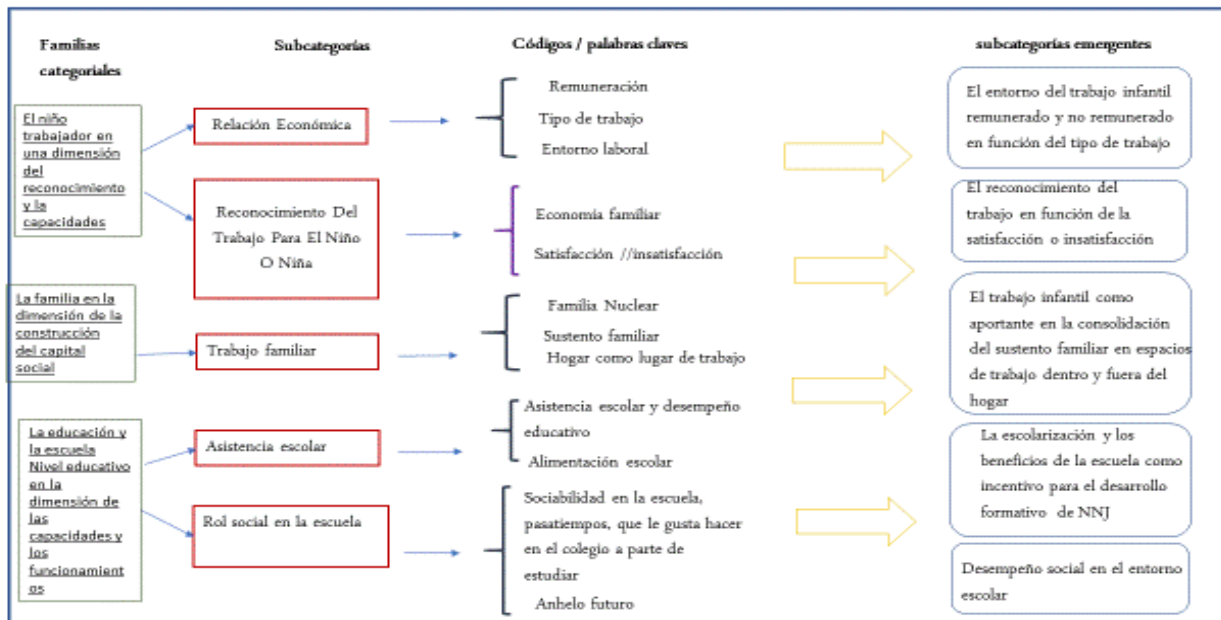 Familias
categoriales
Subcategorías
Códigos / palabras claves
subcategorías emergentes
El niño
trabajador en
una dimensión
del
reconocimiento
y la
capacidades
Relación Económica
Remuneración
Tipo de trabajo
Entorno laboral
El entorno del trabajo infantil
remunerado y no remunerado
en función del tipo de trabajo
Reconocimiento Del
Trabajo Para El Niño
O Niña
Economía familiar
Satisfacción //insatisfacción
El reconocimiento del
trabajo en función de la
satisfacción o insatisfacción
La familia en la
dimensión de la
construcción
del capital
social
Trabajo familiar
Familia Nuclear
Sustento familiar
Hogar como lugar de trabajo
El trabajo infantil como
aportante en la consolidación
del sustento familiar en espacios
de trabajo dentro y fuera del
hogar
La educación y
la escuela
Nivel educativo
en la
dimensión de
las
capacidades y
los
funcionamient
os
Asistencia escolar
Asistencia escolar y desempeño
educativo
Alimentación escolar
La escolarización y los
beneficios de la escuela como
incentivo para el desarrollo
formativo de NNJ
Rol social en la escuela
Sociabilidad en la escuela,
pasatiempos, que le gusta hacer
en el colegio a parte de
estudiar
Anhelo futuro
Desempeño social en el entorno
escolar